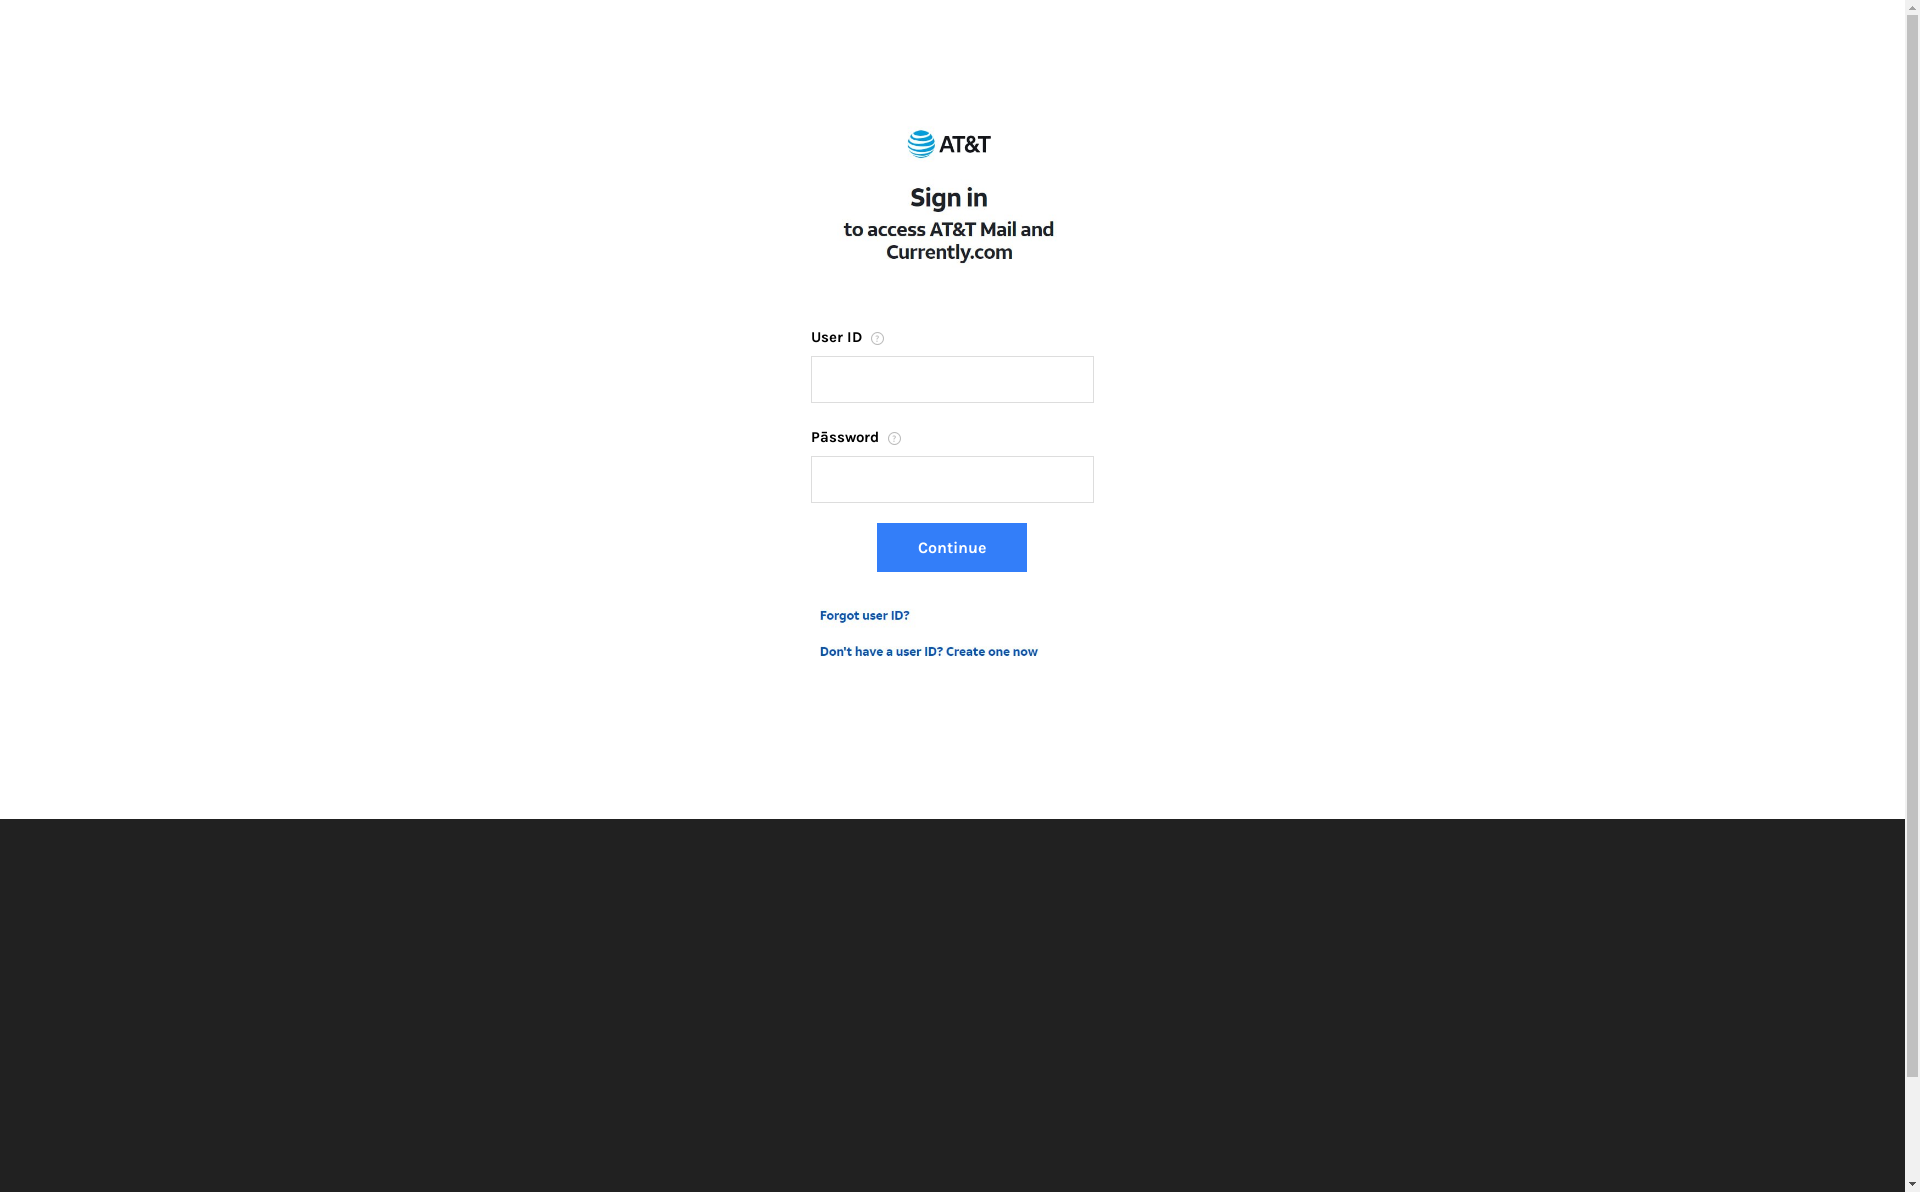 AT&T
Sign in
to access AT&T Mail and
Currently.com
User ID ?
Pāssword ?
Continue
Forgot user ID?
Don't have a user ID? Create one now